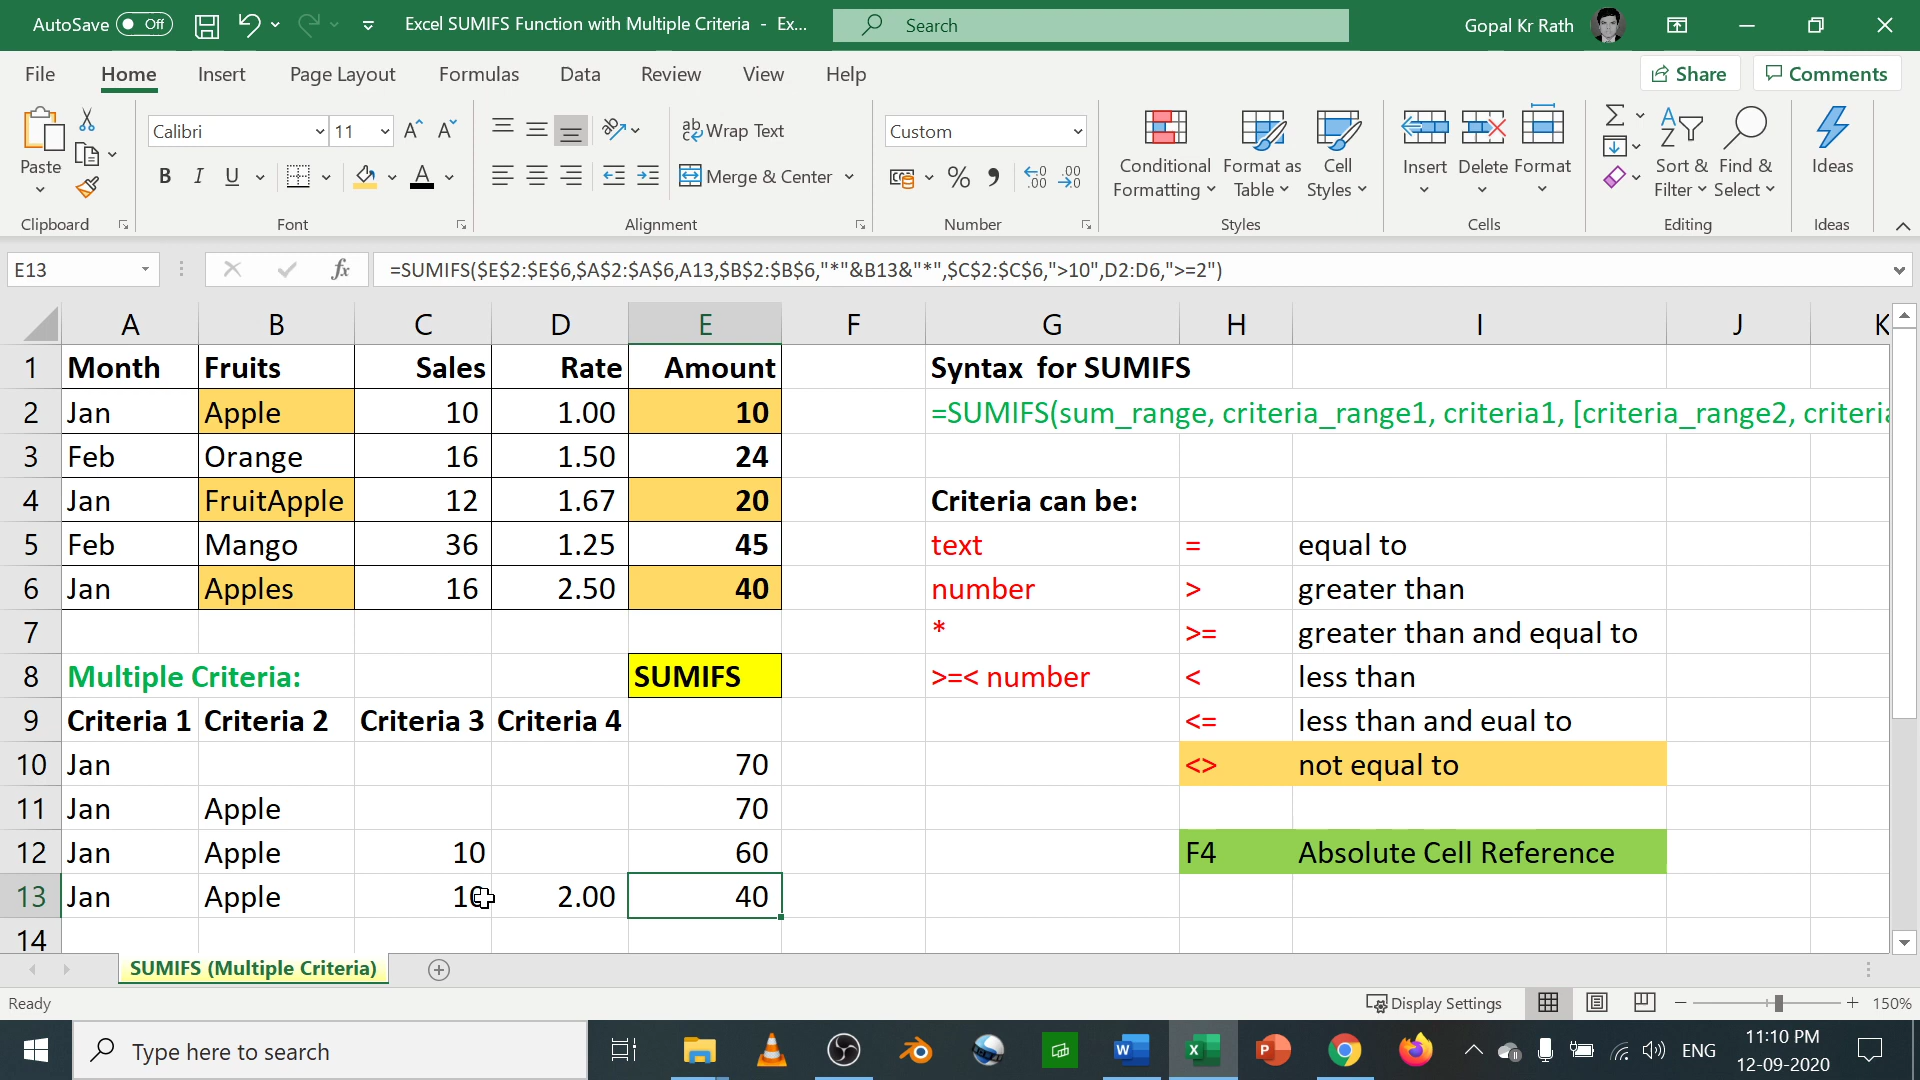 AutoSave Off Excel SUMIFS Function with Multiple Criteria - Ex... Search Gopal Kr Rath
File Home Insert Page Layout Formulas Data Review View Help Share Comments
Calibri 11 Wrap Text Custom
Paste B I U Merge & Center % Conditional Formatting Format as Table Cell Styles Insert Delete Format Sort & Filter Find & Select Ideas
Clipboard Font Alignment Number Styles Cells Editing Ideas
E13 fx =SUMIFS($E$2:$E$6,$A$2:$A$6,A13,$B$2:$B$6,"*"&B13&"*",$C$2:$C$6,">10",D2:D6,">=2")
A B C D E F G H I J K
1 Month Fruits Sales Rate Amount Syntax for SUMIFS
2 Jan Apple 10 1.00 10 =SUMIFS(sum_range, criteria_range1, criteria1, [criteria_range2, criteria
3 Feb Orange 16 1.50 24
4 Jan FruitApple 12 1.67 20 Criteria can be:
5 Feb Mango 36 1.25 45 text = equal to
6 Jan Apples 16 2.50 40 number > greater than
7 * >= greater than and equal to
8 Multiple Criteria: SUMIFS >=< number < less than
9 Criteria 1 Criteria 2 Criteria 3 Criteria 4 <= less than and eual to
10 Jan 70 <> not equal to
11 Jan Apple 70
12 Jan Apple 10 60 F4 Absolute Cell Reference
13 Jan Apple 10 2.00 40
14
SUMIFS (Multiple Criteria)
Ready Display Settings 150%
Type here to search ENG 11:10 PM
12-09-2020